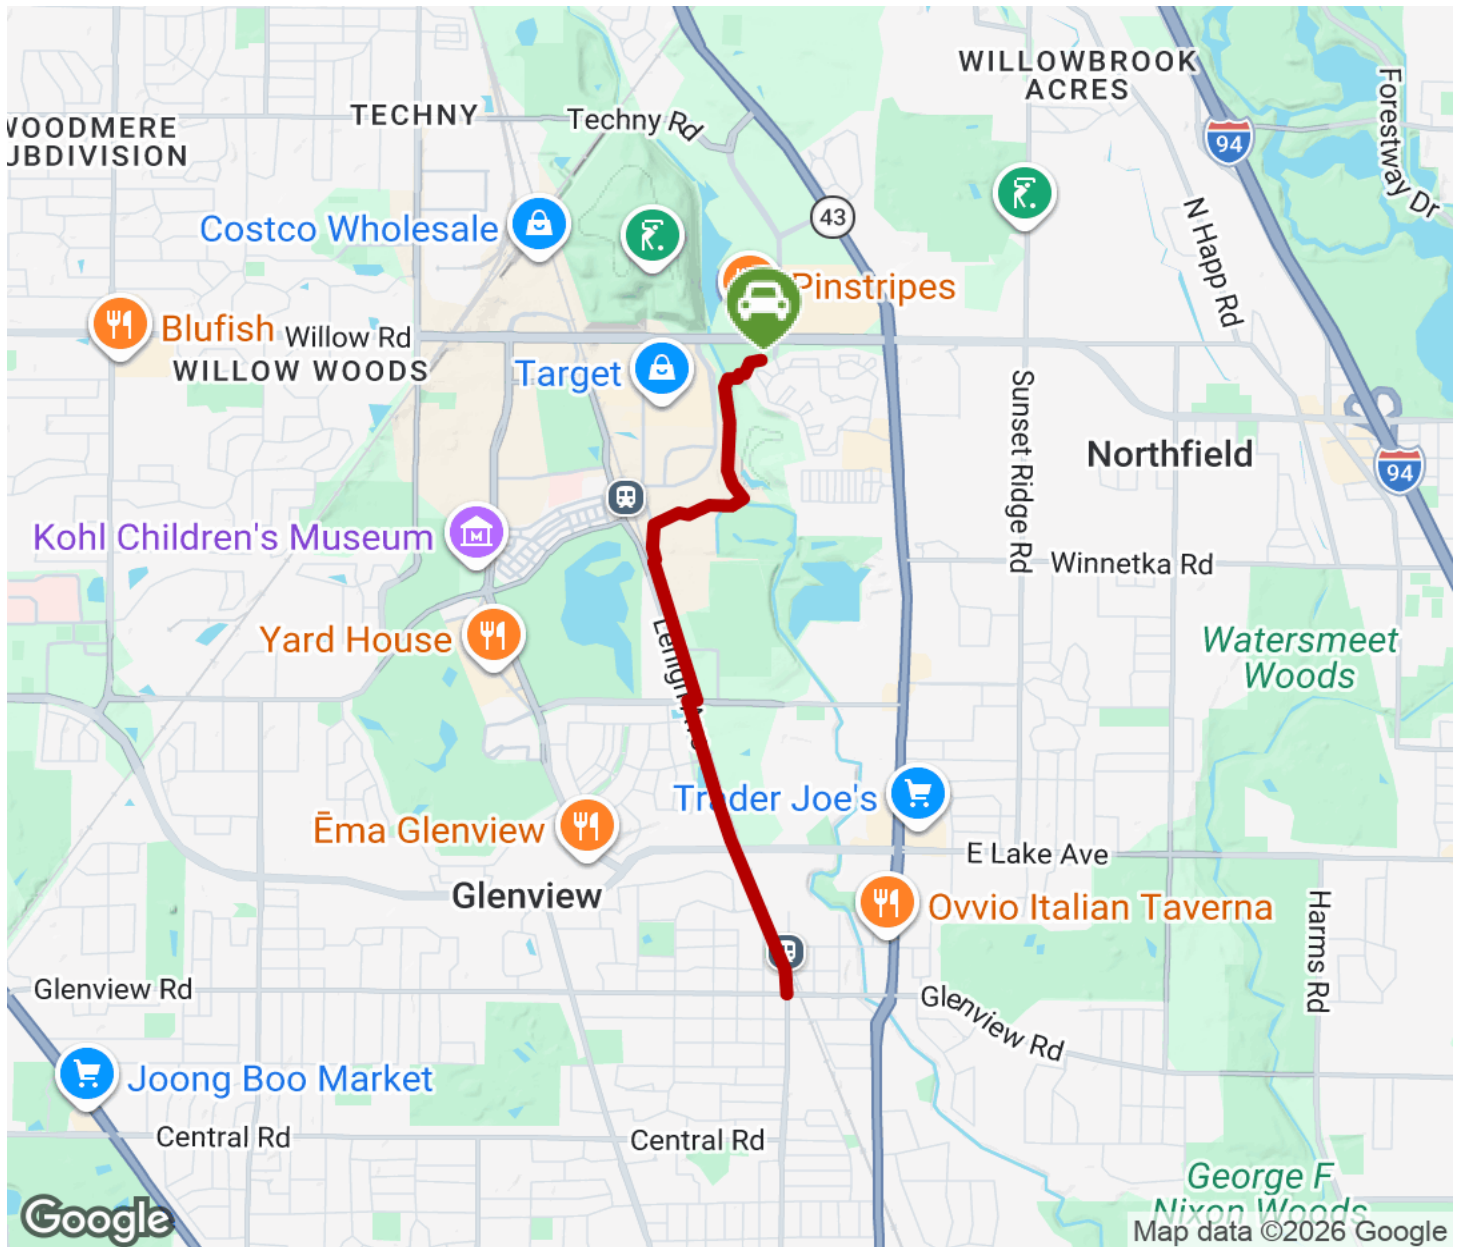 WILLOWBROOK
ACRES
Forestway Dr
TECHNY
Techny Rd
WOODMERE
UBDIVISION
94
43
N Happ Rd
Costco Wholesale
Pinstripes
Blufish
Willow Rd
WILLOW WOODS
Target
Sunset Ridge Rd
Northfield
94
Kohl Children's Museum
M
Winnetka Rd
Yard House
Watersmeet
Woods
Trader Joe's
Ēma Glenview
E Lake Ave
Glenview
Ovvio Italian Taverna
Harms Rd
Glenview Rd
Glenview Rd
Joong Boo Market
Central Rd
Central Rd
George F
Nixon Woods
Google
Map data ©2026 Google